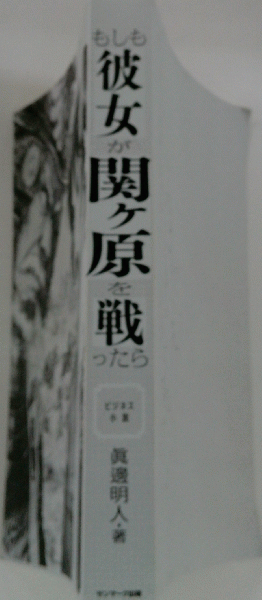 もしも彼女が関ヶ原を戦ったら
ビジネス
小説
眞邊明人・著
サンマーク出版